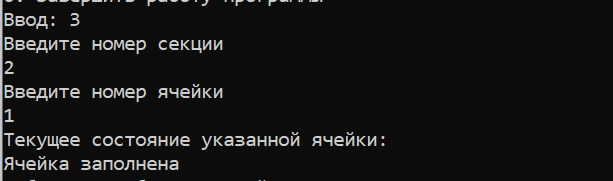 Ввод: 3
Введите номер секции
2
Введите номер ячейки
1
Текущее состояние указанной ячейки:
Ячейка заполнена